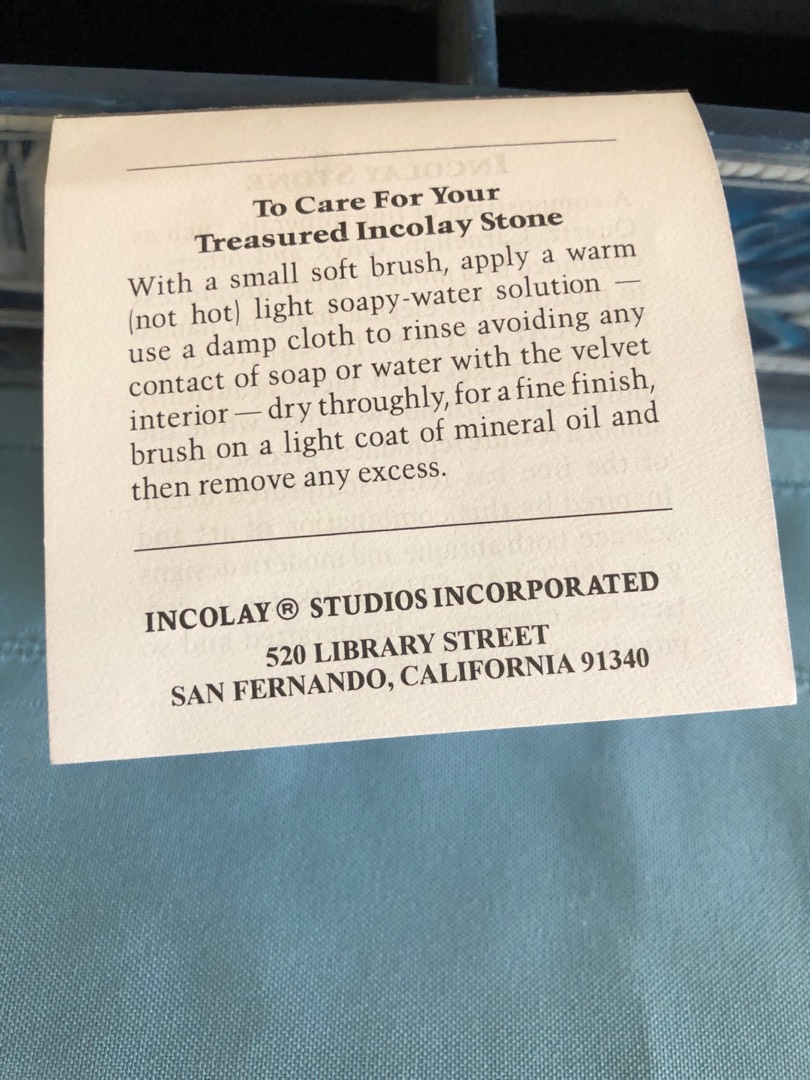 To Care For Your
Treasured Incolay Stone
With a small soft brush, apply a warm
(not hot) light soapy-water solution —
use a damp cloth to rinse avoiding any
contact of soap or water with the velvet
interior — dry throughly, for a fine finish,
brush on a light coat of mineral oil and
then remove any excess.
INCOLAY® STUDIOS INCORPORATED
520 LIBRARY STREET
SAN FERNANDO, CALIFORNIA 91340